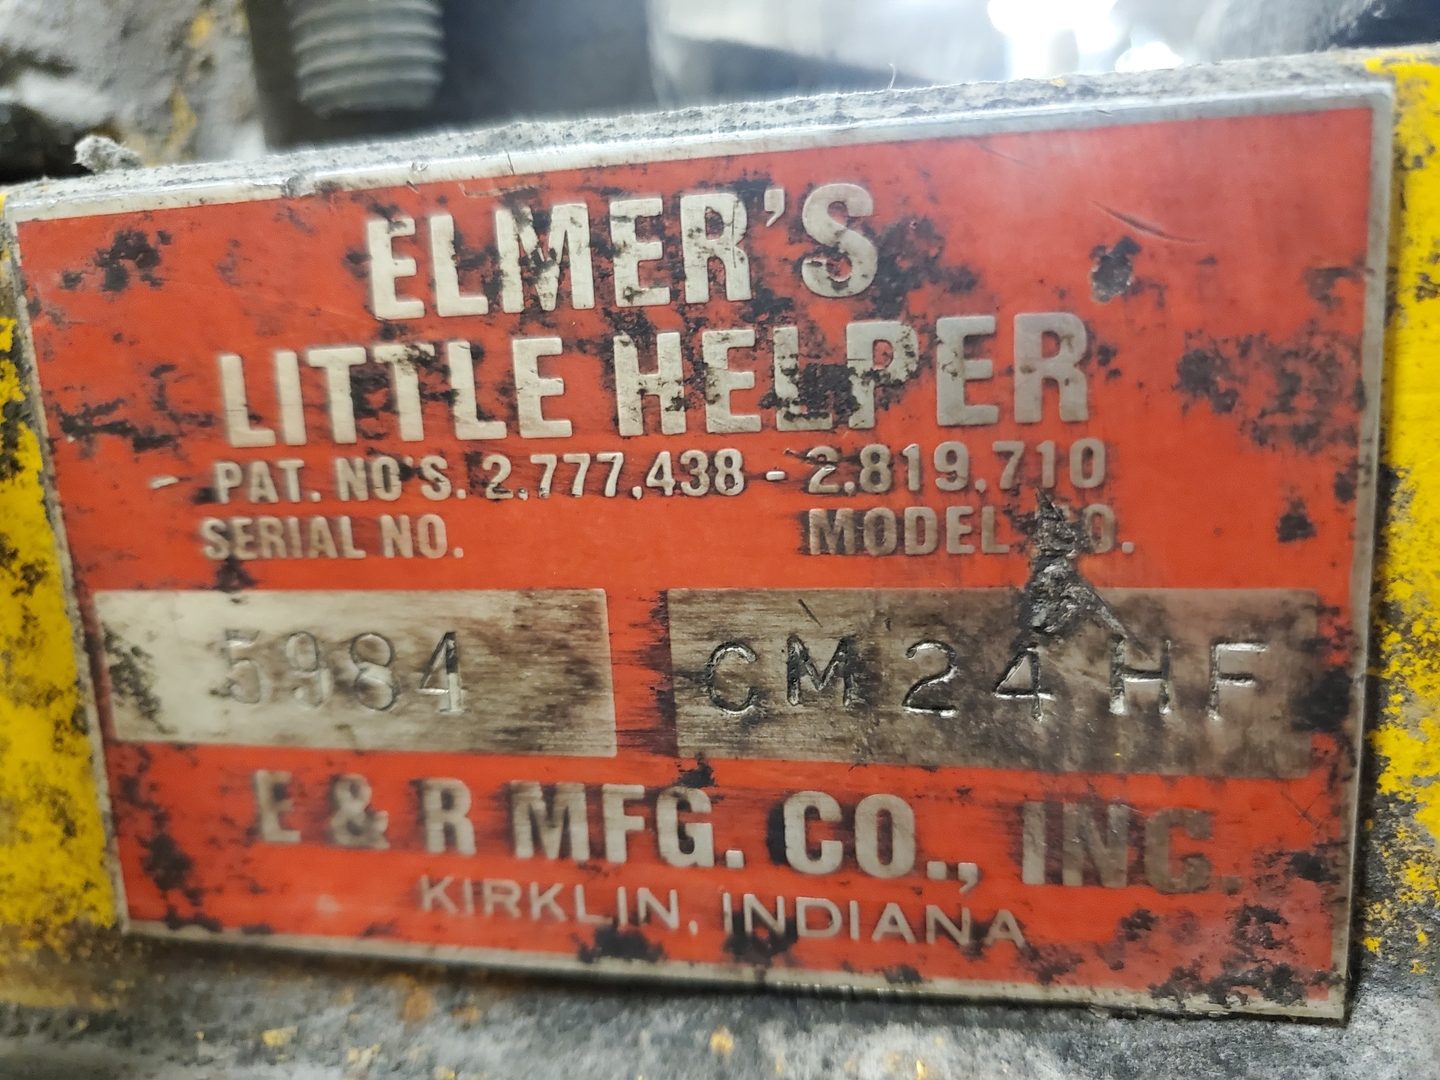 ELMER'S
LITTLE HELPER
PAT. NO'S. 2,777,438 - 2,819,710
SERIAL NO. MODEL NO.
5984 CM24HF
E & R MFG. CO., INC.
KIRKLIN, INDIANA